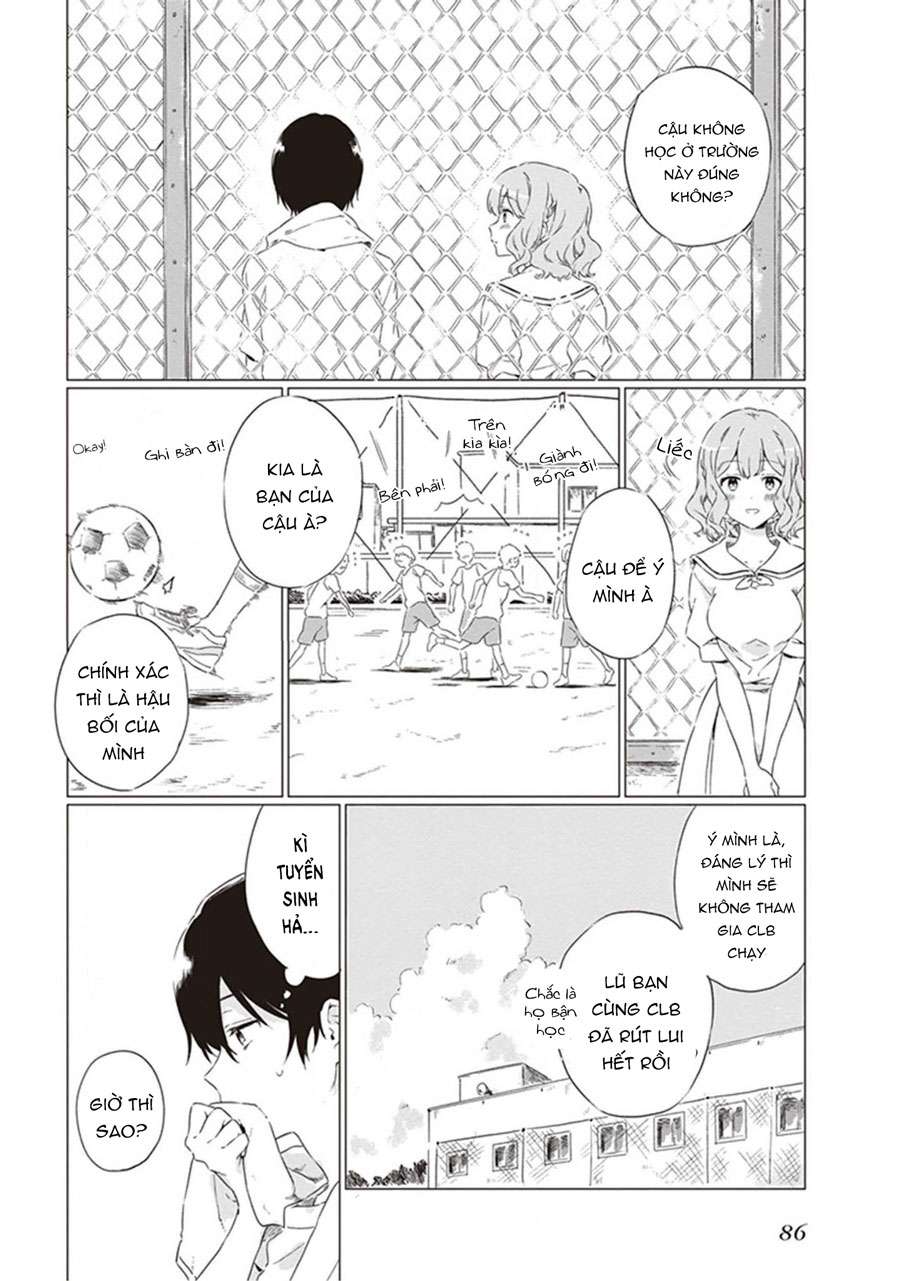 CẬU KHÔNG
HỌC Ở TRƯỜNG
NÀY ĐÚNG
KHÔNG?
Liếc
CẬU ĐỂ Ý
MÌNH À
Trên
kia kìa!
Giành
bóng đi!
Bên phải!
KIA LÀ
BẠN CỦA
CẬU À?
Ghi bàn đi!
Okay!
CHÍNH XÁC
THÌ LÀ HẬU
BỐI CỦA
MÌNH
Ý MÌNH LÀ,
ĐÁNG LÝ THÌ
MÌNH SẼ
KHÔNG THAM
GIA CLB
CHẠY
LŨ BẠN
CÙNG CLB
ĐÃ RÚT LUI
HẾT RỒI
Chắc là
họ bận
học
KÌ
TUYỂN
SINH
HẢ...
GIỜ THÌ
SAO?
86